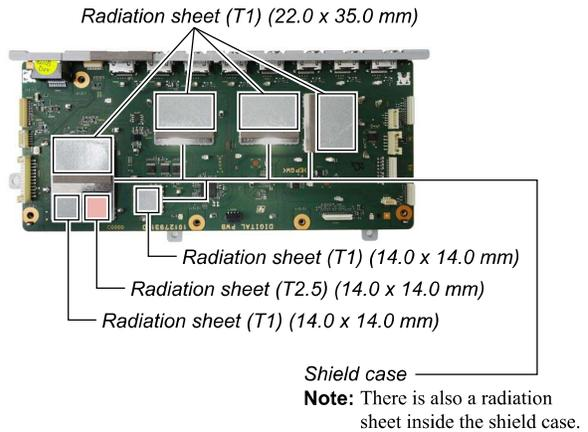 Radiation sheet (T1) (22.0 x 35.0 mm)
DIGITAL PWB
Radiation sheet (T1) (14.0 x 14.0 mm)
Radiation sheet (T2.5) (14.0 x 14.0 mm)
Radiation sheet (T1) (14.0 x 14.0 mm)
Shield case
Note: There is also a radiation
sheet inside the shield case.